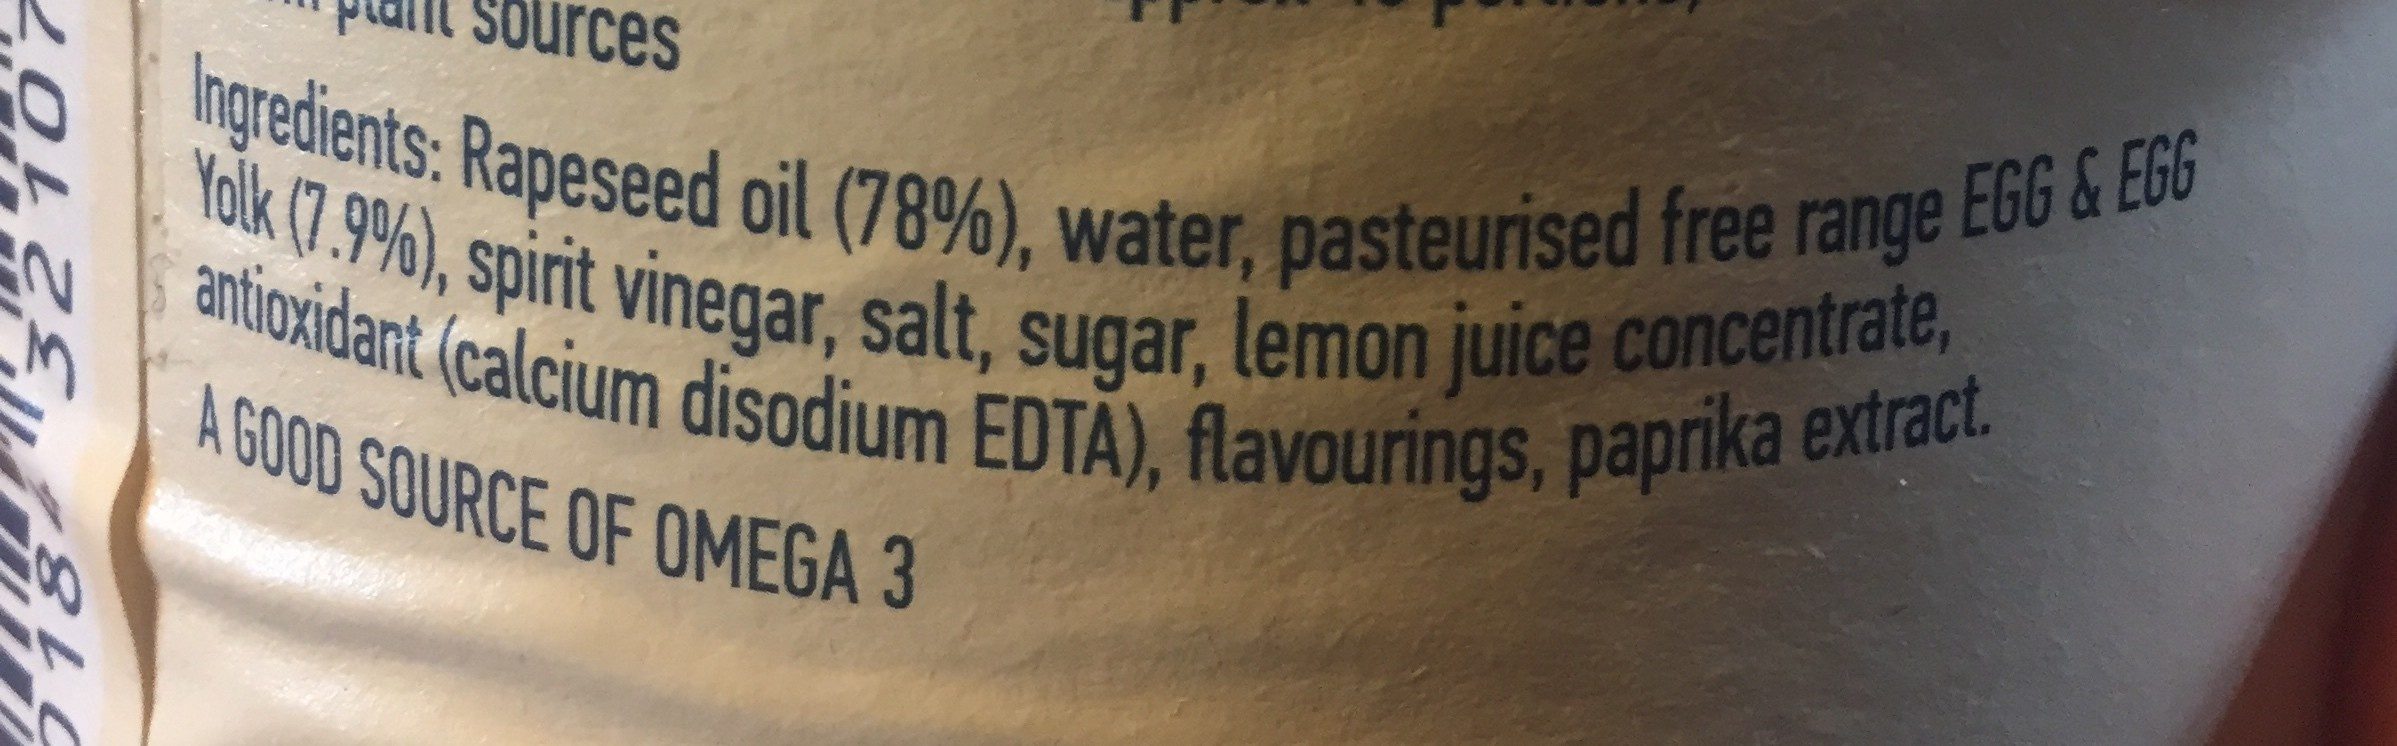 plant sources
Ingredients: Rapeseed oil (78%), water, pasteurised free range EGG & EGG
Yolk (7.9%), spirit vinegar, salt, sugar, lemon juice concentrate,
antioxidant (calcium disodium EDTA), flavourings, paprika extract.
A GOOD SOURCE OF OMEGA 3